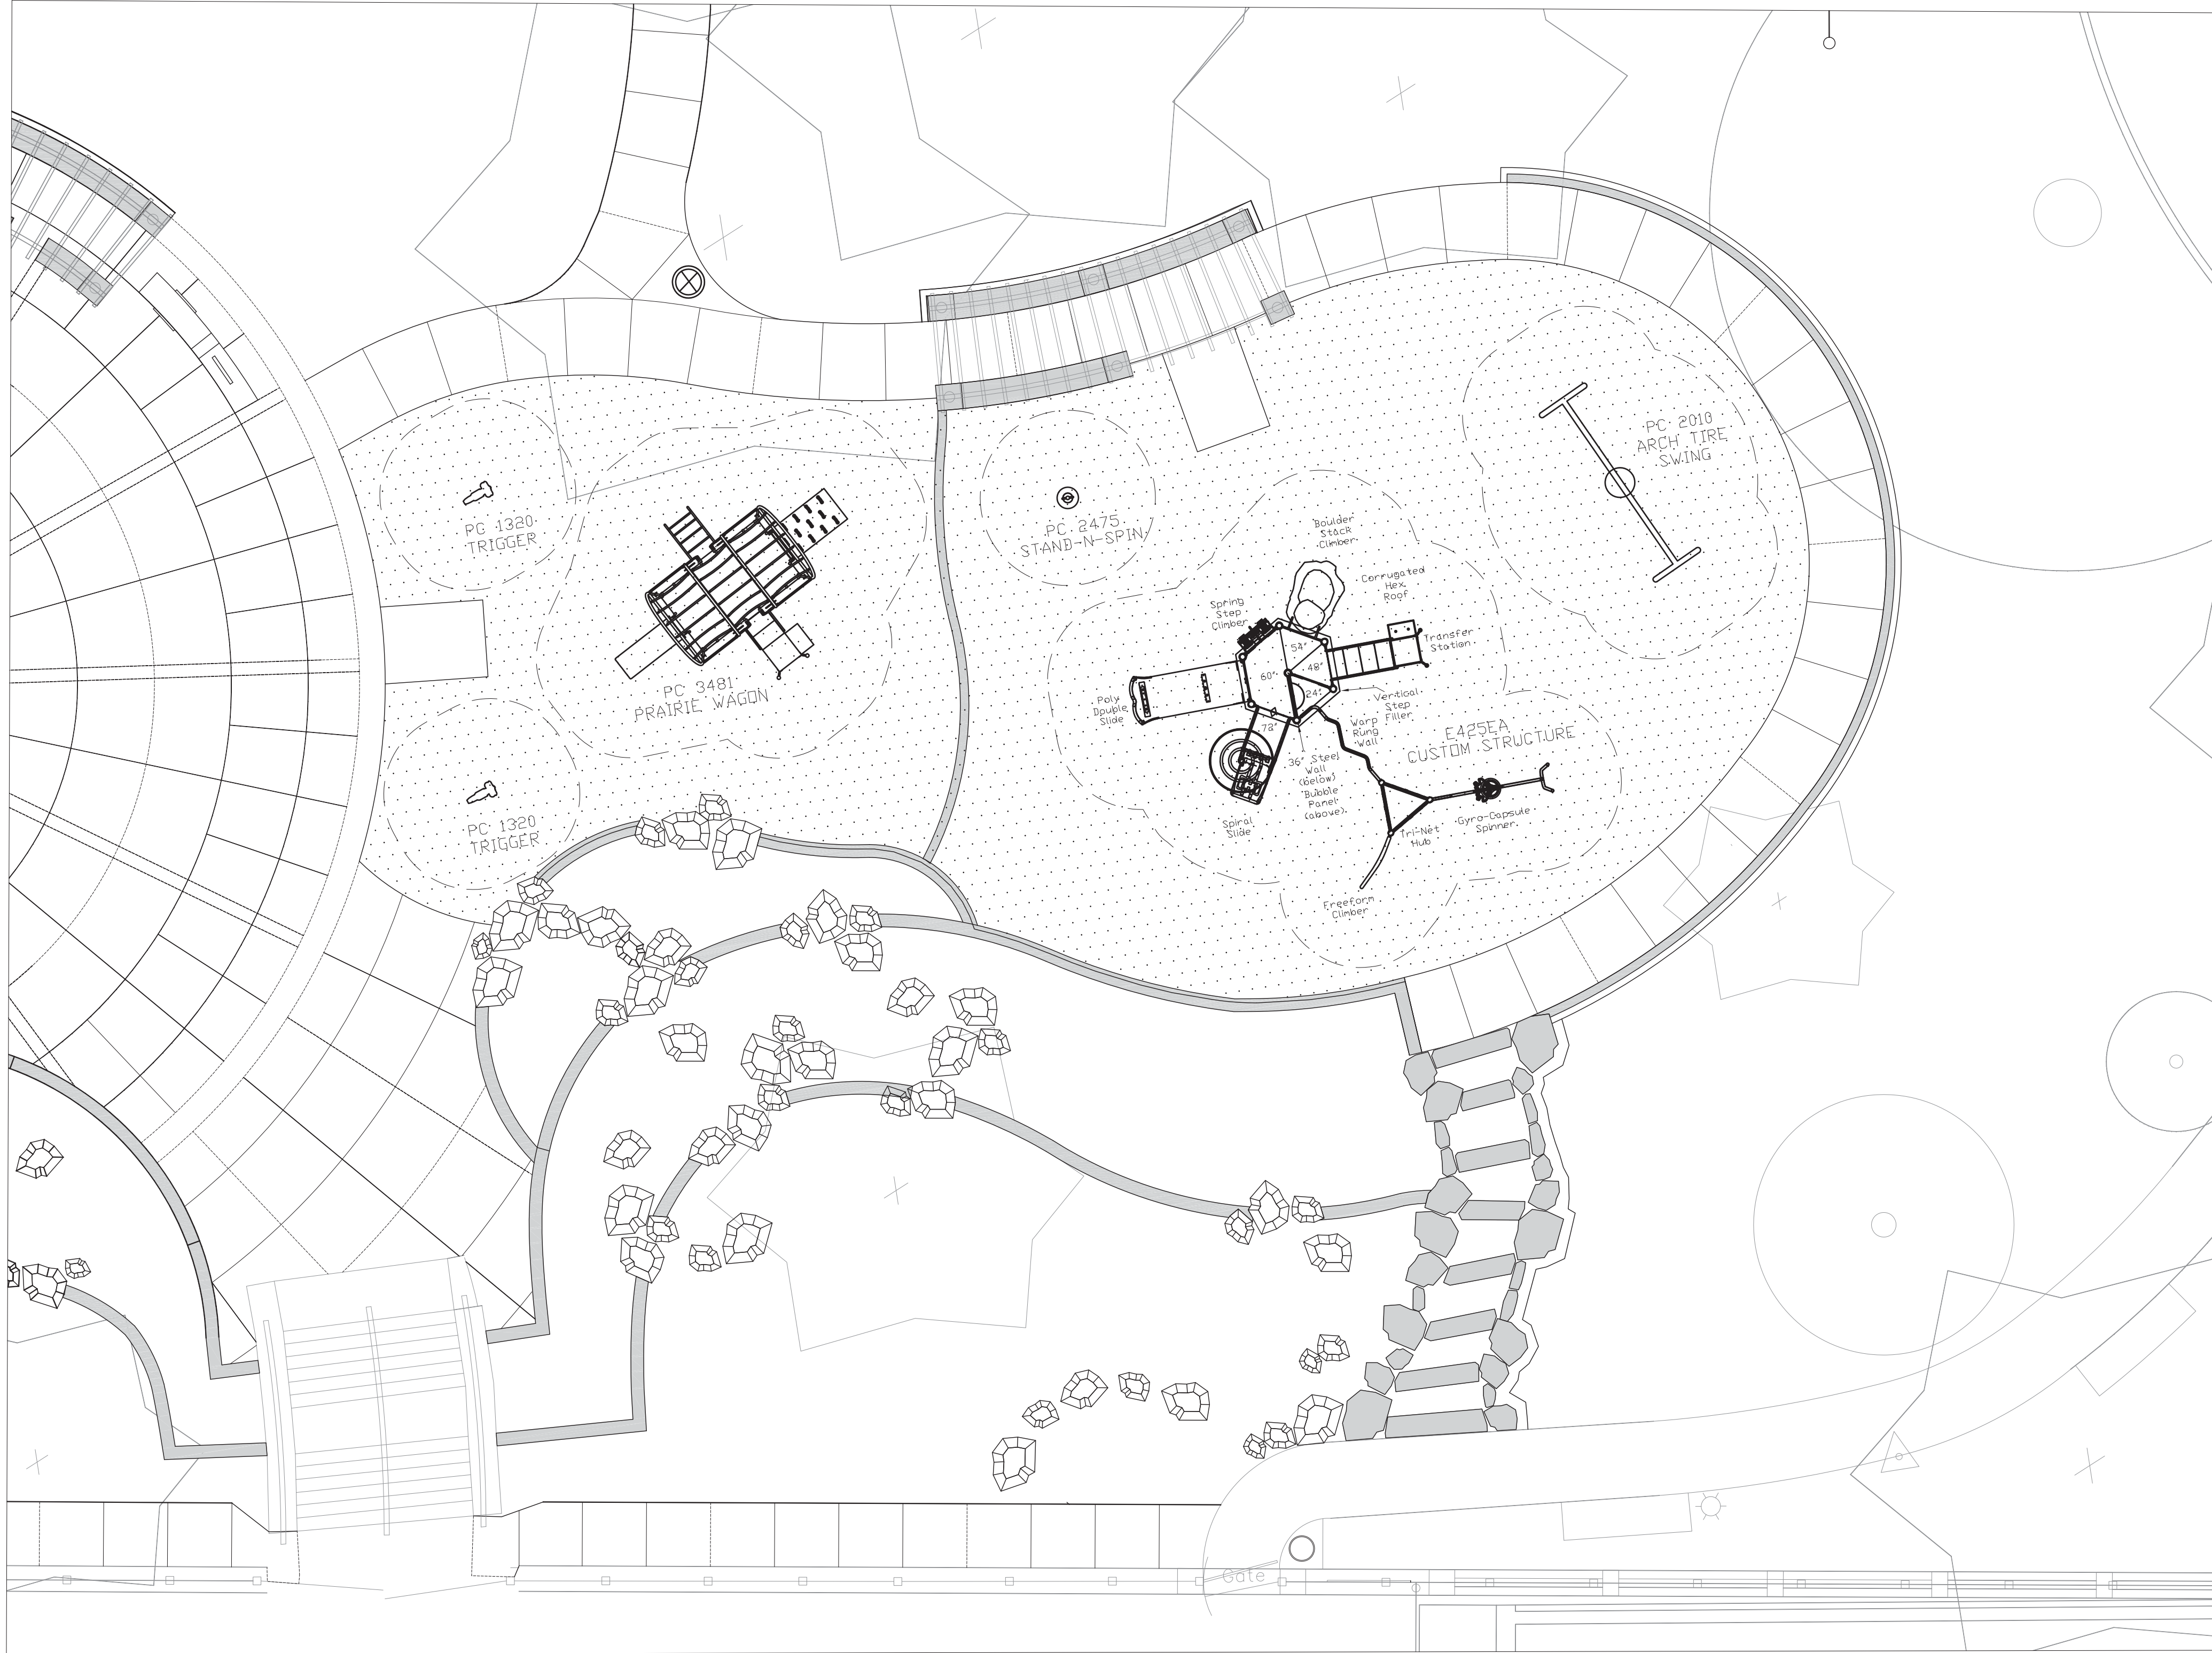 PC 2010
ARCH TIRE
SWING
PC 1320
TRIGGER
PC 2475
STAND-N-SPIN
Boulder
Stack
Climber
Corrugated
Hex
Roof
Spring
Step
Climber
Transfer
Station
54"
48"
60"
24"
72"
PC 3481
PRAIRIE WAGON
Poly
Double
Slide
Vertical
Step
Filler
Warp
Rung
Wall
E425EA
CUSTOM STRUCTURE
36" Steel
Wall
(below)
Bubble
Panel
(above)
Spiral
Slide
Tri-Net
Hub
Gyro-Capsule
Spinner
PC 1320
TRIGGER
Freeform
Climber
Gate